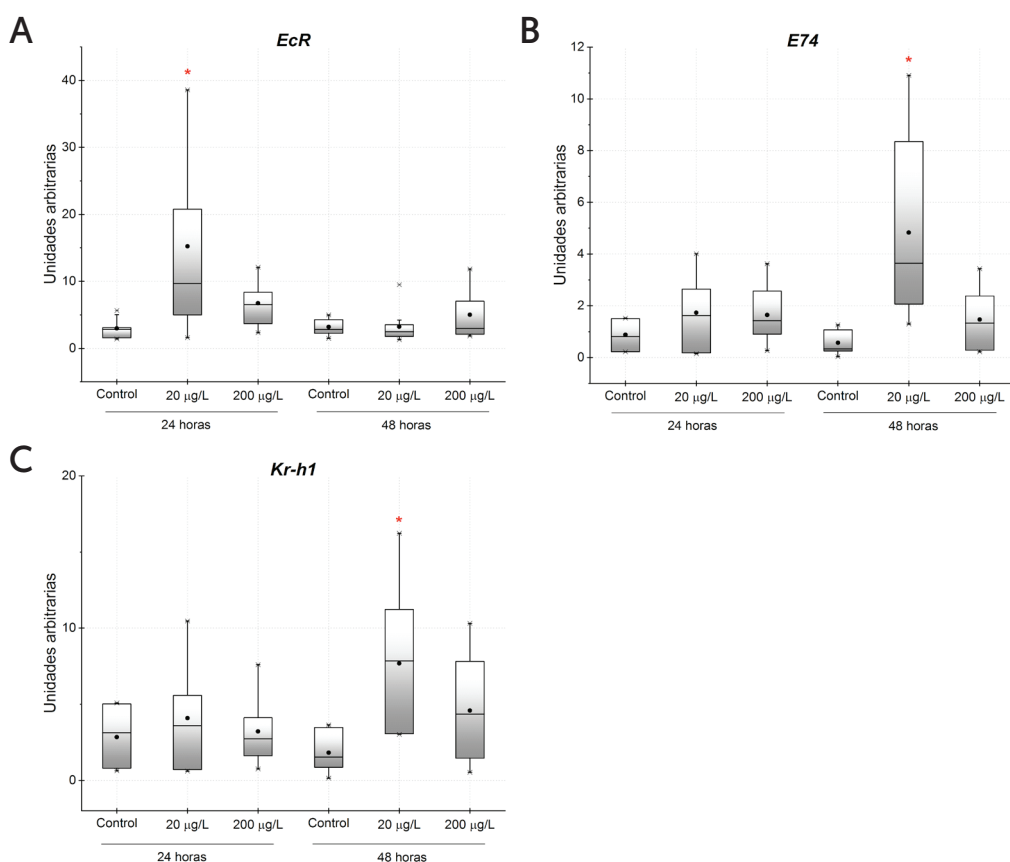 A
EcR
*
40
30
20
10
0
Unidades arbitrarias
Control 20 μg/L 200 μg/L Control 20 μg/L 200 μg/L
24 horas 48 horas
B
E74
*
12
10
8
6
4
2
0
Unidades arbitrarias
Control 20 μg/L 200 μg/L Control 20 μg/L 200 μg/L
24 horas 48 horas
C
Kr-h1
*
20
10
0
Unidades arbitrarias
Control 20 μg/L 200 μg/L Control 20 μg/L 200 μg/L
24 horas 48 horas